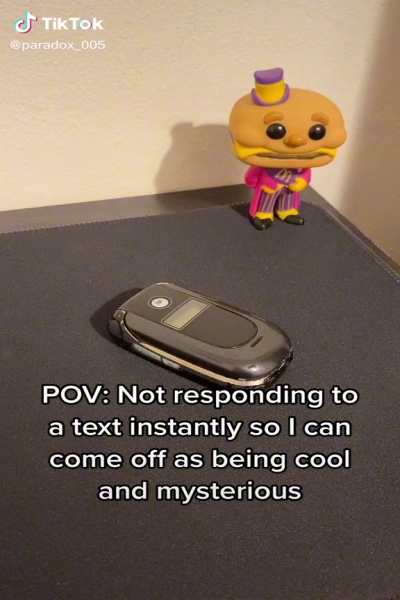 TikTok
@paradox_005
POV: Not responding to
a text instantly so I can
come off as being cool
and mysterious